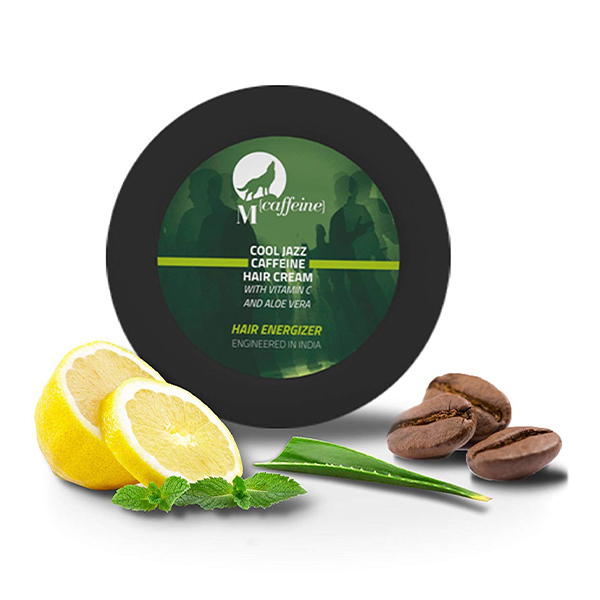 M {caffeine}
COOL JAZZ
CAFFEINE
HAIR CREAM
WITH VITAMIN C
AND ALOE VERA
HAIR ENERGIZER
ENGINEERED IN INDIA